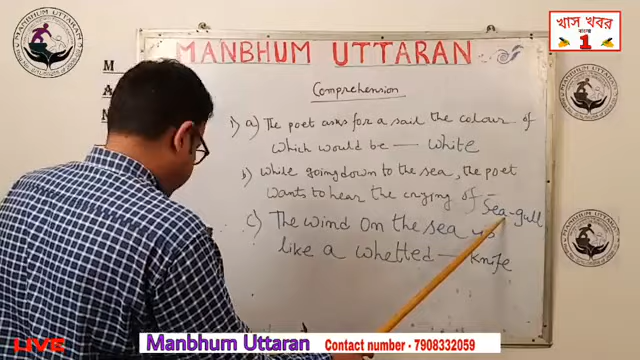 MANBHUM UTTARAN
খাস খবর
বাংলা
1
M
A
Comprehension
1) a) The poet asks for a sail the colour of
which would be — white
b) While going down to the sea, the poet
wants to hear the crying of — Sea-gull
c) The wind on the sea is
like a whetted — knife
LIVE
Manbhum Uttaran Contact number - 7908332059